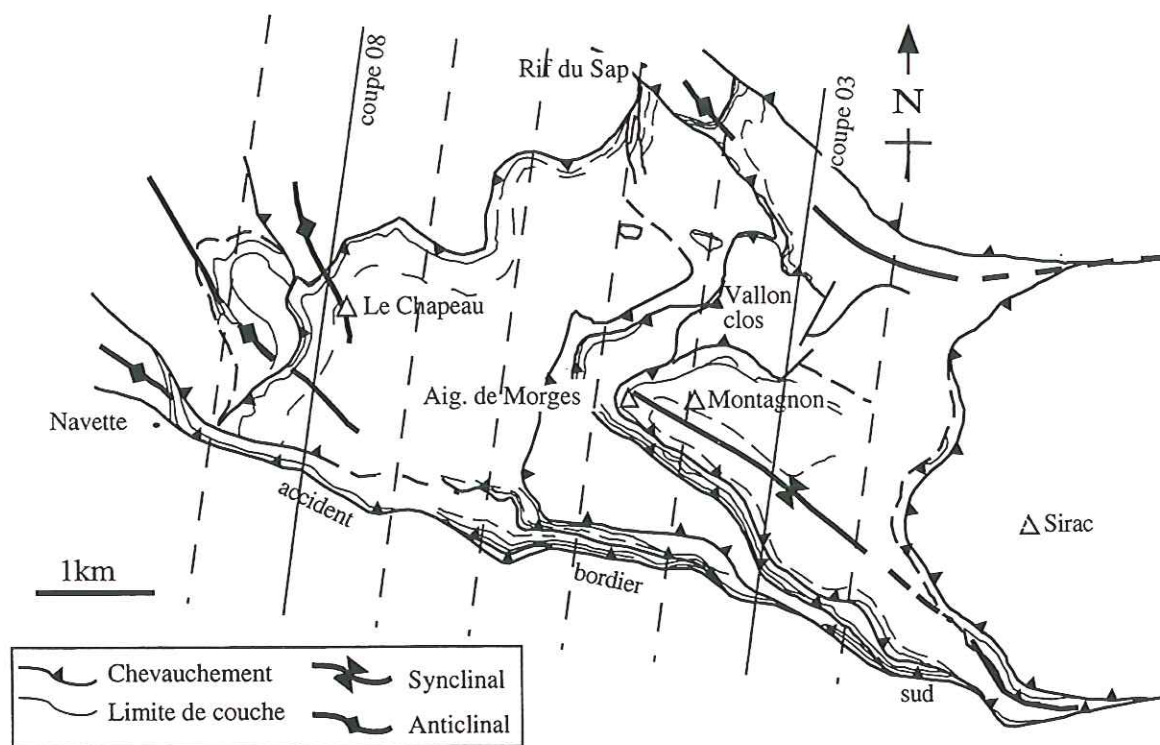 Rif du Sap
coupe 08
coupe 03
N
Le Chapeau
Vallon
clos
Aig. de Morges
Montagnon
Navette
accident
Sirac
bordier
1km
sud
Chevauchement
Synclinal
Limite de couche
Anticlinal